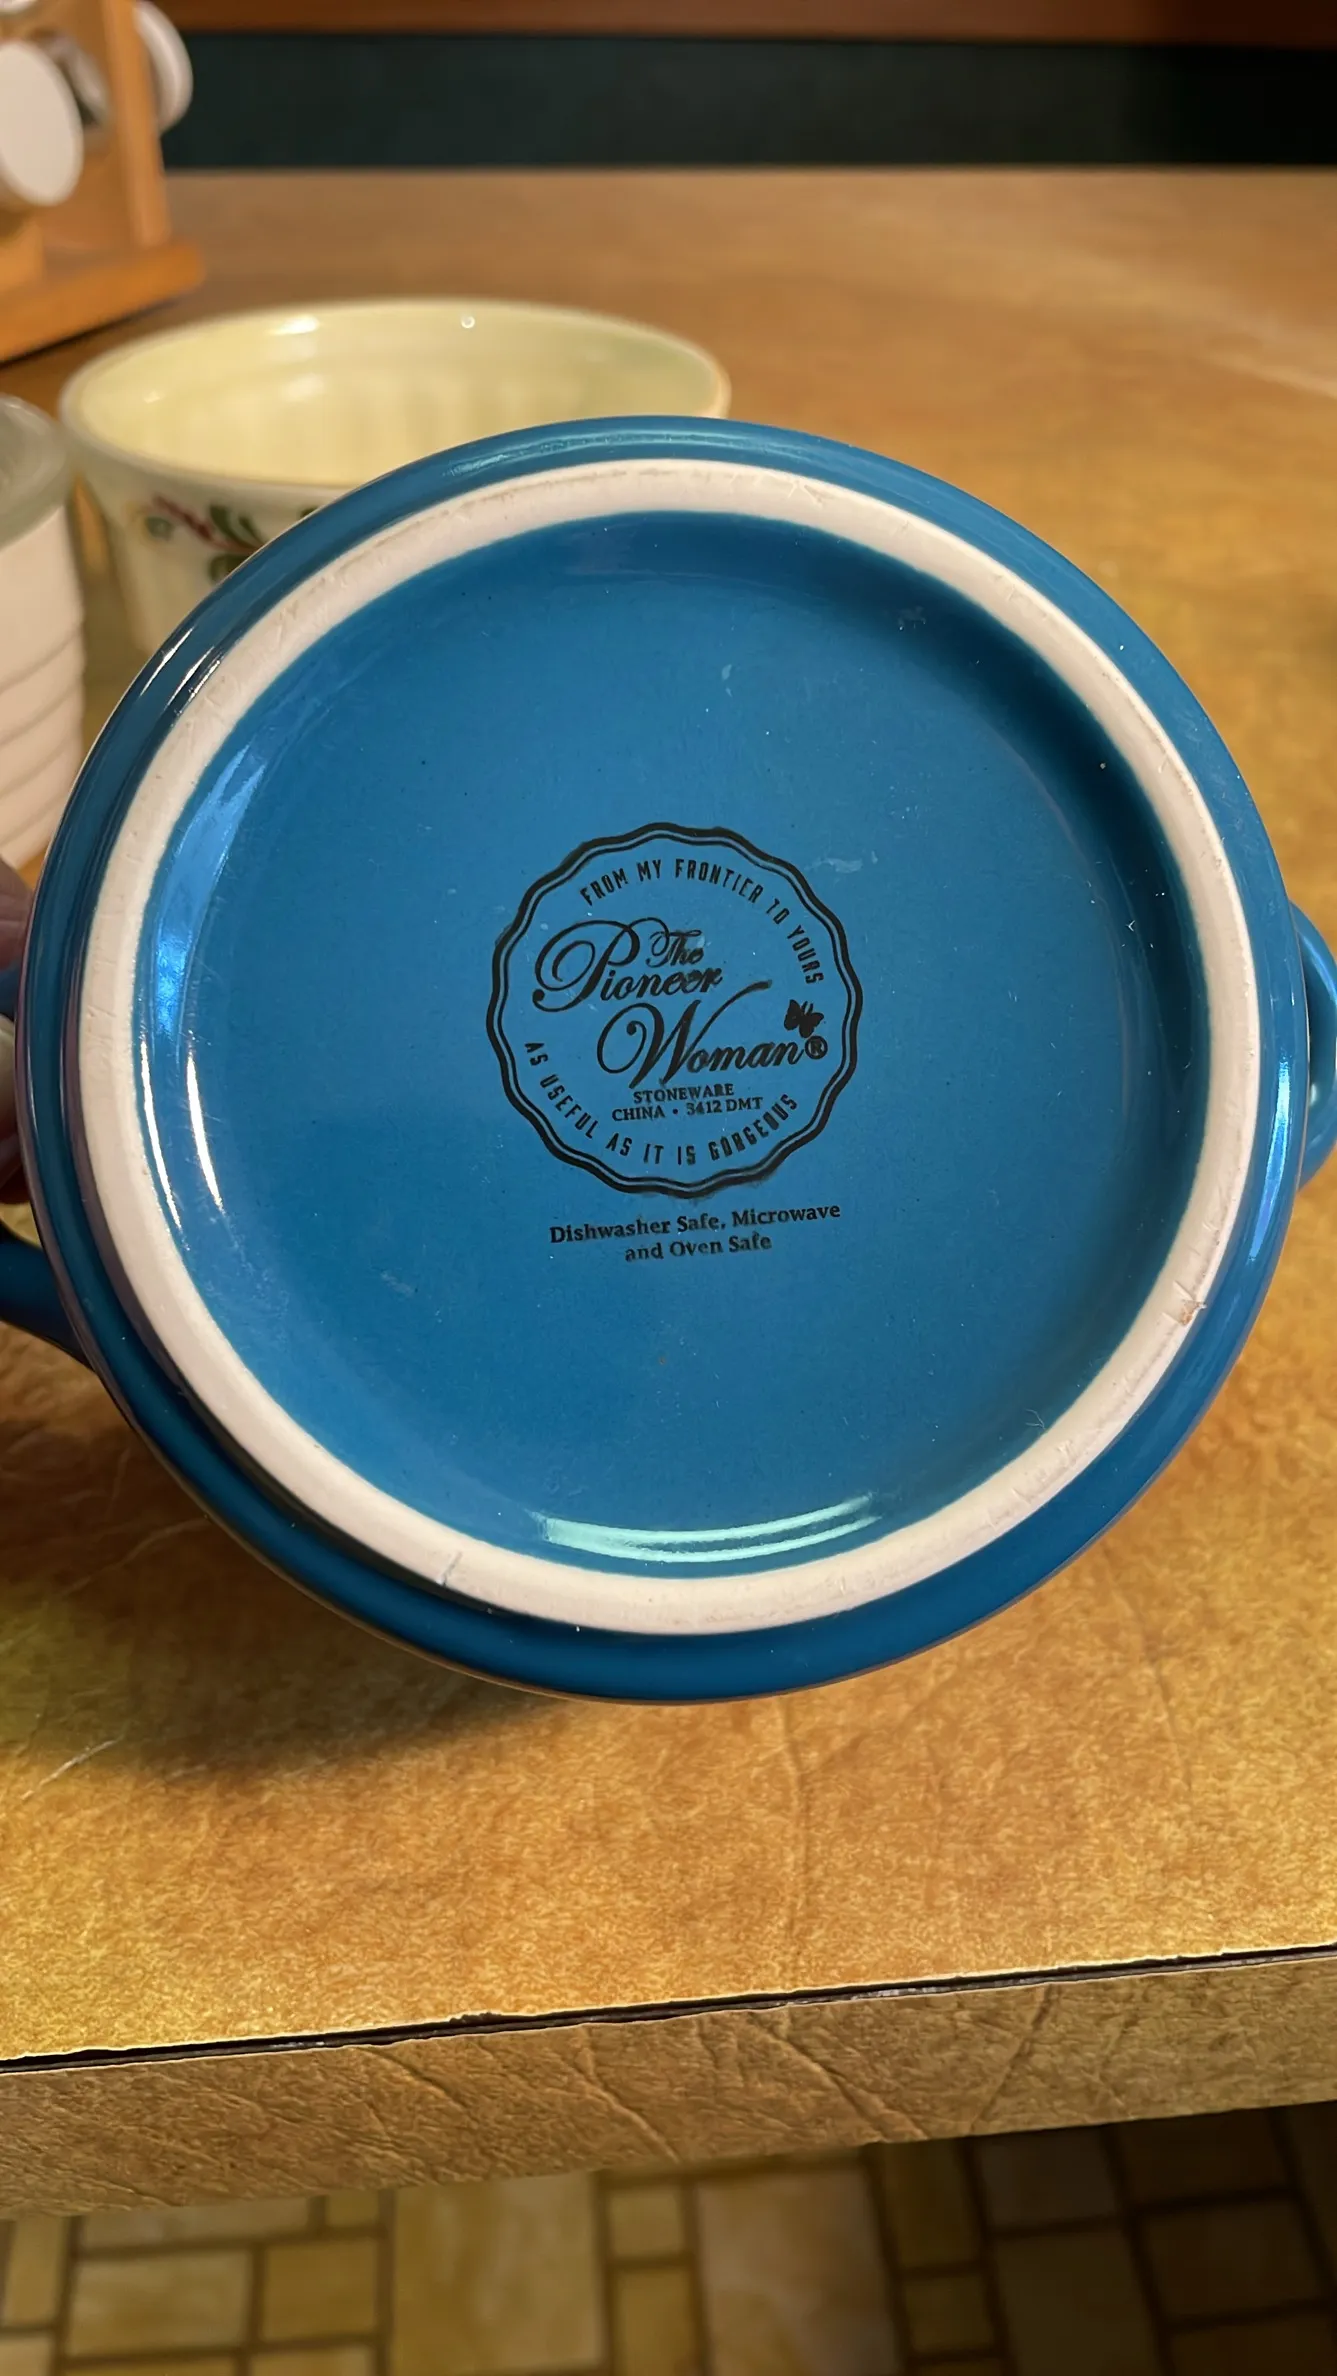 FROM MY FRONTIER TO YOURS
The
Pioneer
Woman®
STONEWARE
CHINA • 3412 DMT
AS USEFUL AS IT IS GORGEOUS
Dishwasher Safe, Microwave
and Oven Safe